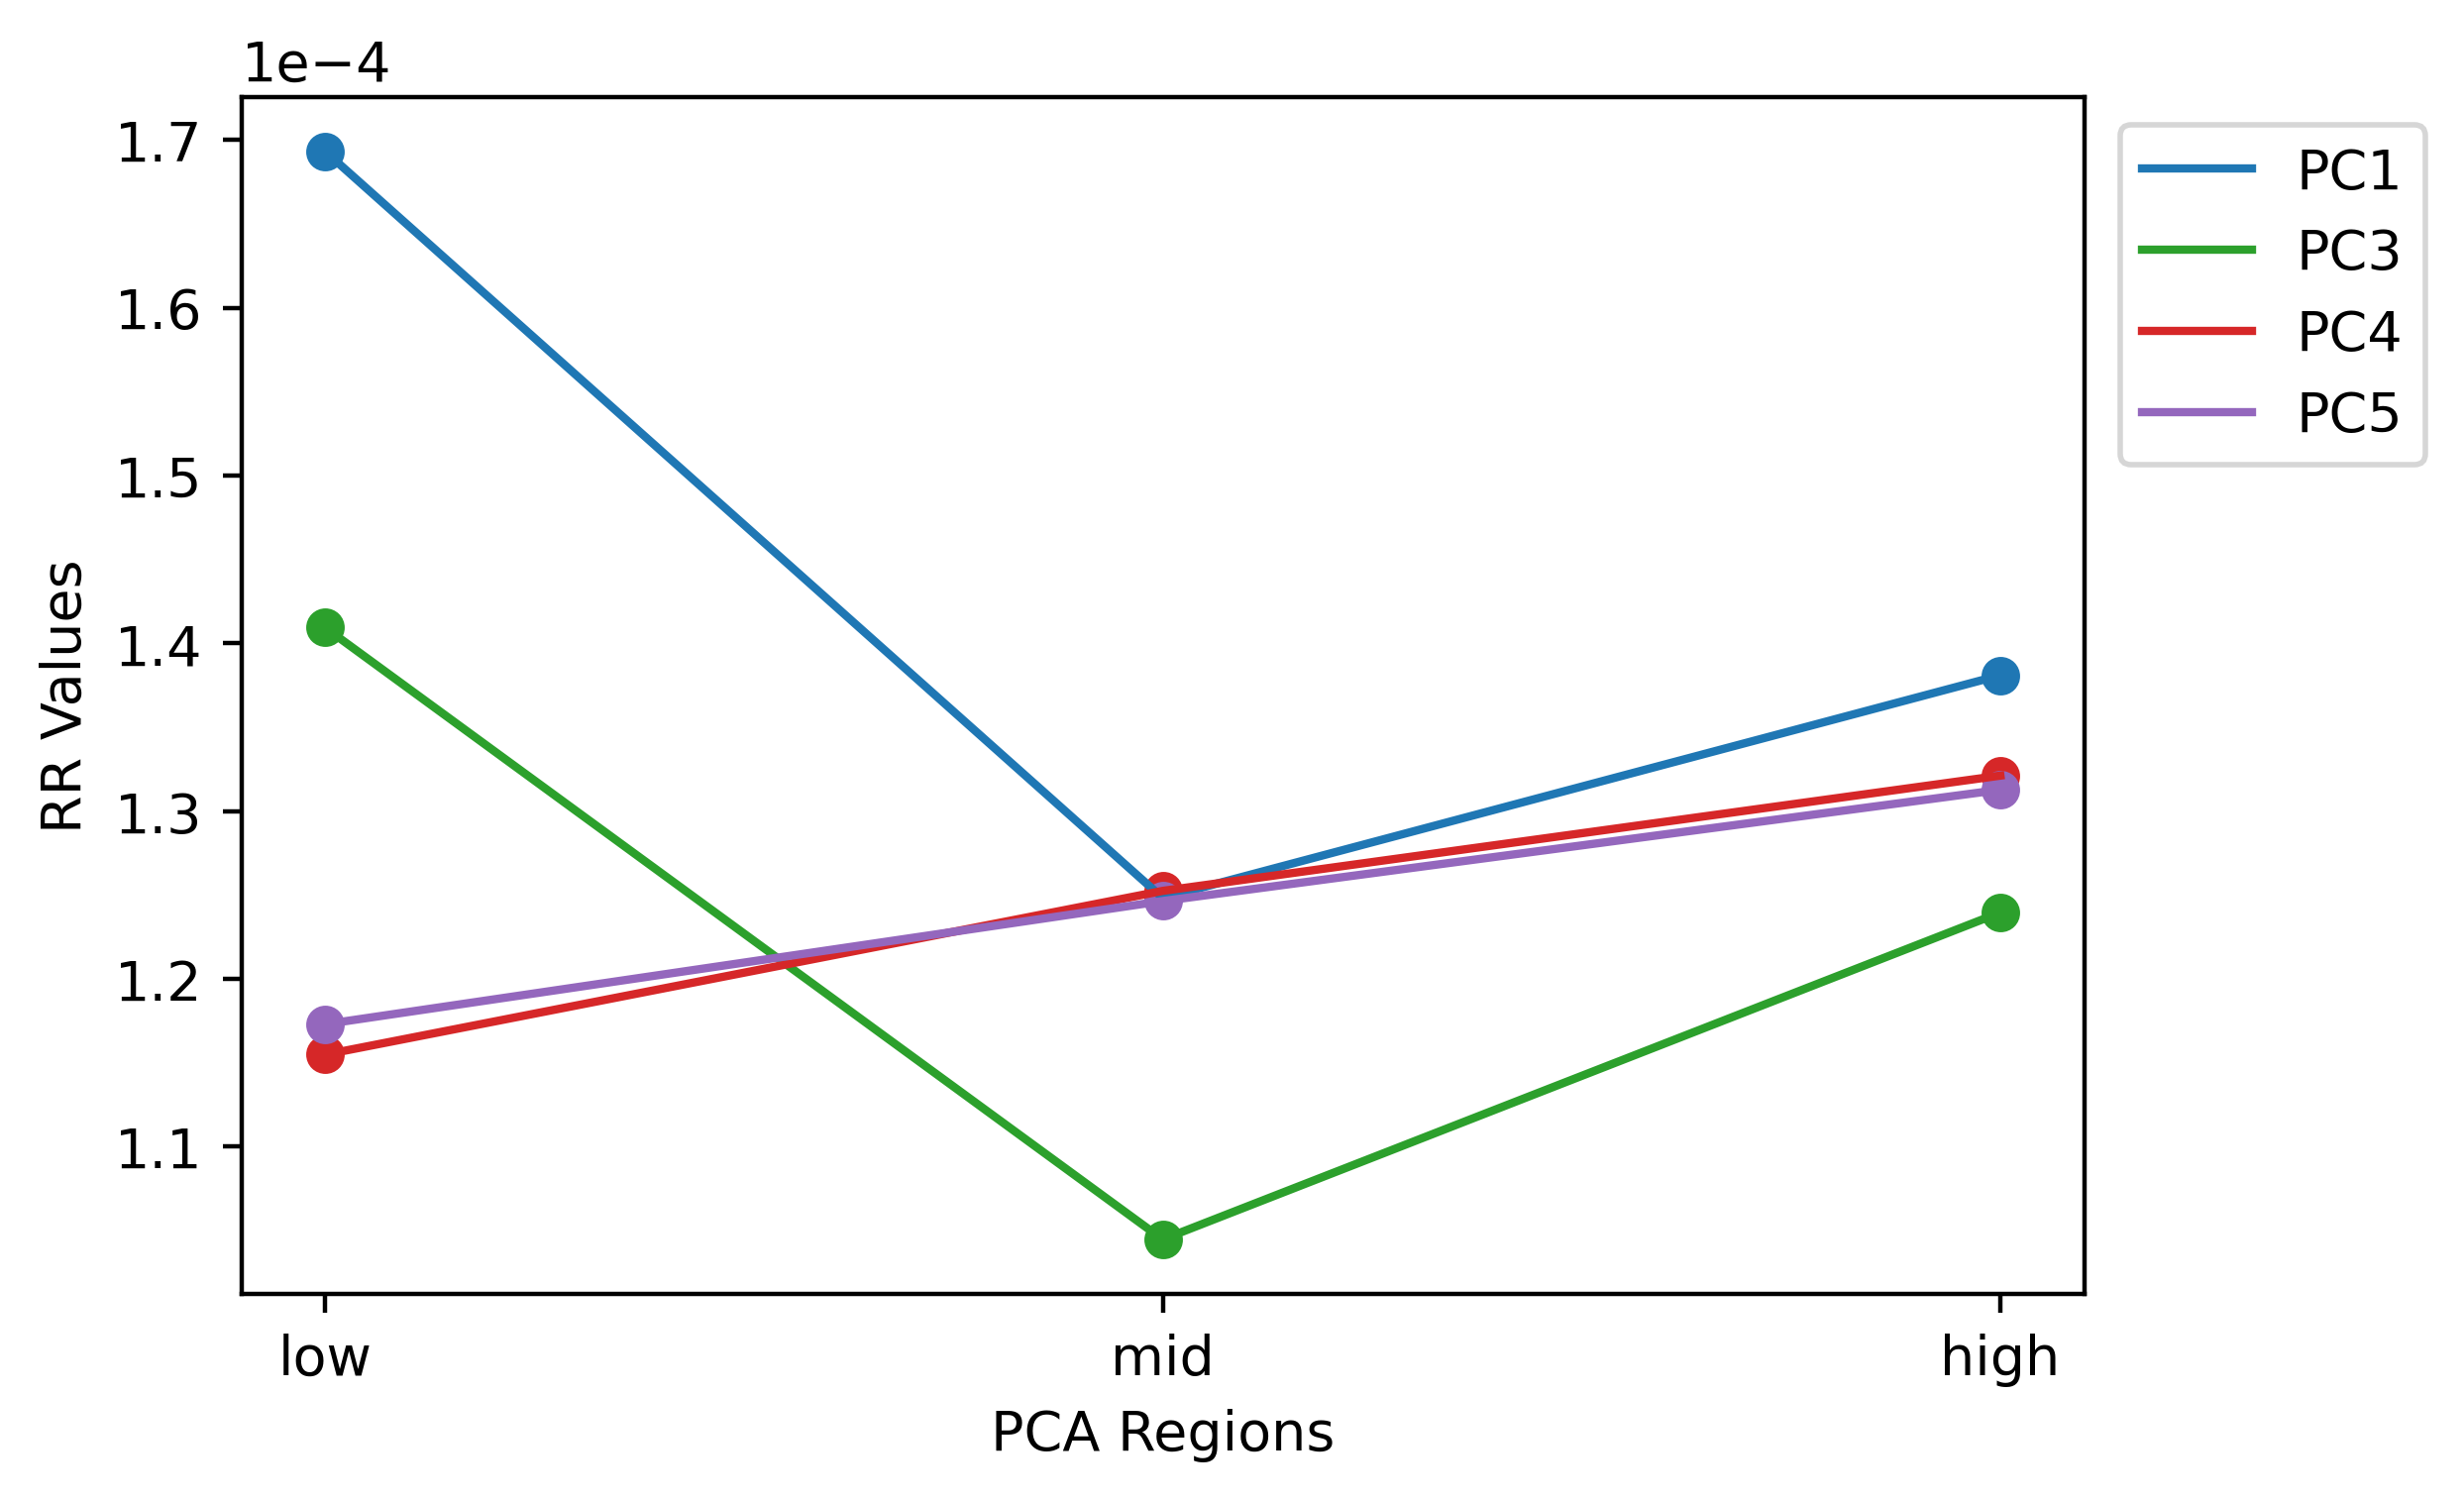 1e−4
1.7
1.6
1.5
1.4
1.3
1.2
1.1
RR Values
low
mid
high
PCA Regions
PC1
PC3
PC4
PC5